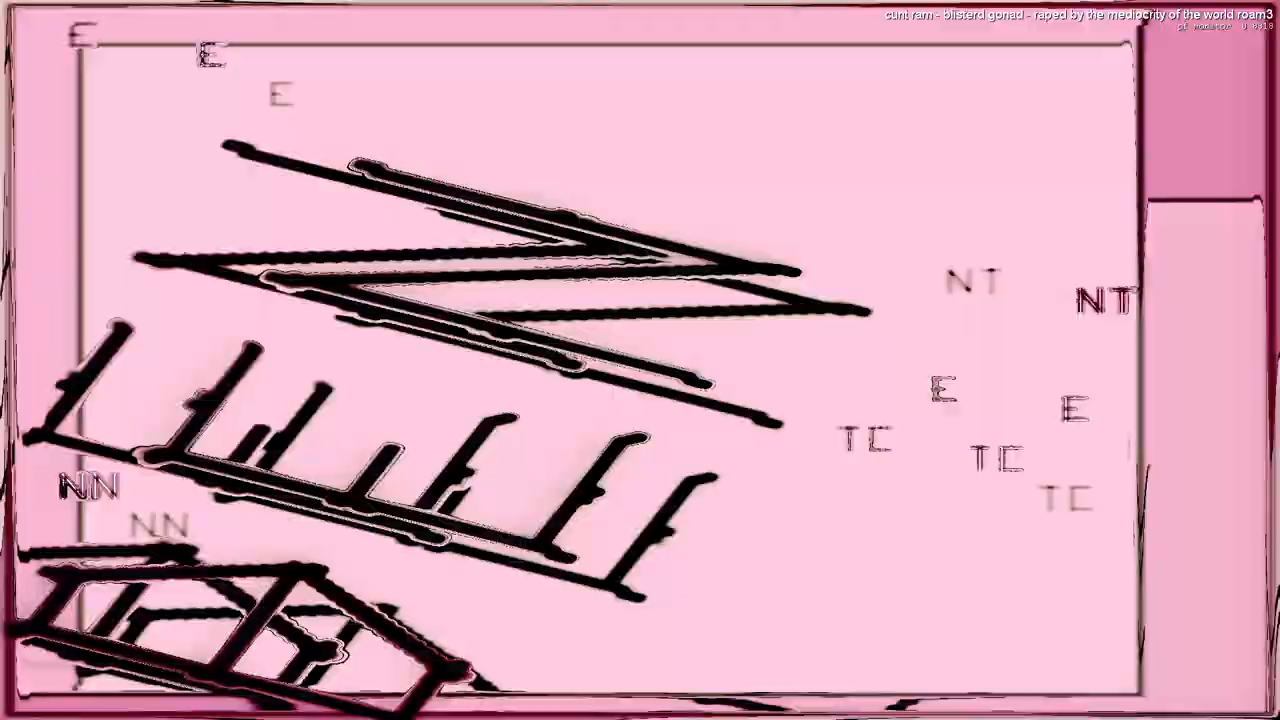 cunt ram - blisterd gonad - raped by the mediocrity of the world roam3
E
E
E
NT
NT
E
E
TC
TC
TC
NN
NN